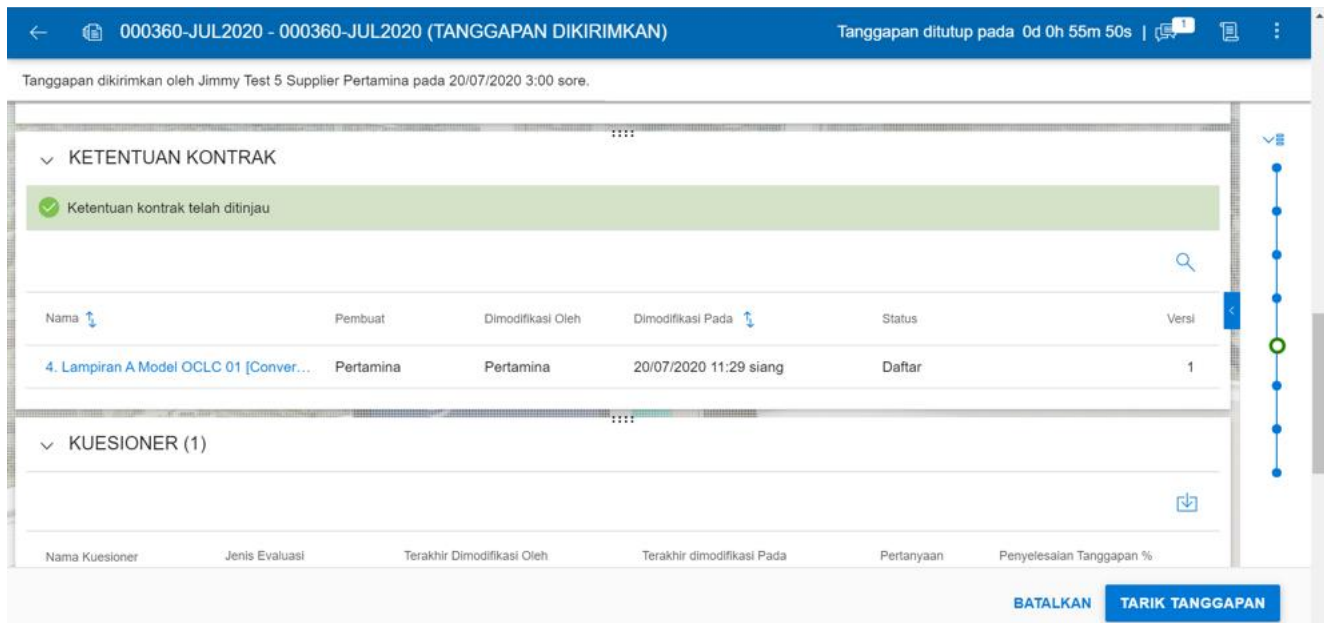 000360-JUL2020 - 000360-JUL2020 (TANGGAPAN DIKIRIMKAN) Tanggapan ditutup pada 0d 0h 55m 50s | 1
Tanggapan dikirimkan oleh Jimmy Test 5 Supplier Pertamina pada 20/07/2020 3:00 sore.
KETENTUAN KONTRAK
Ketentuan kontrak telah ditinjau
Nama Pembuat Dimodifikasi Oleh Dimodifikasi Pada Status Versi
4. Lampiran A Model OCLC 01 [Conver... Pertamina Pertamina 20/07/2020 11:29 siang Daftar 1
KUESIONER (1)
Nama Kuesioner Jenis Evaluasi Terakhir Dimodifikasi Oleh Terakhir dimodifikasi Pada Pertanyaan Penyelesaian Tanggapan %
BATALKAN TARIK TANGGAPAN